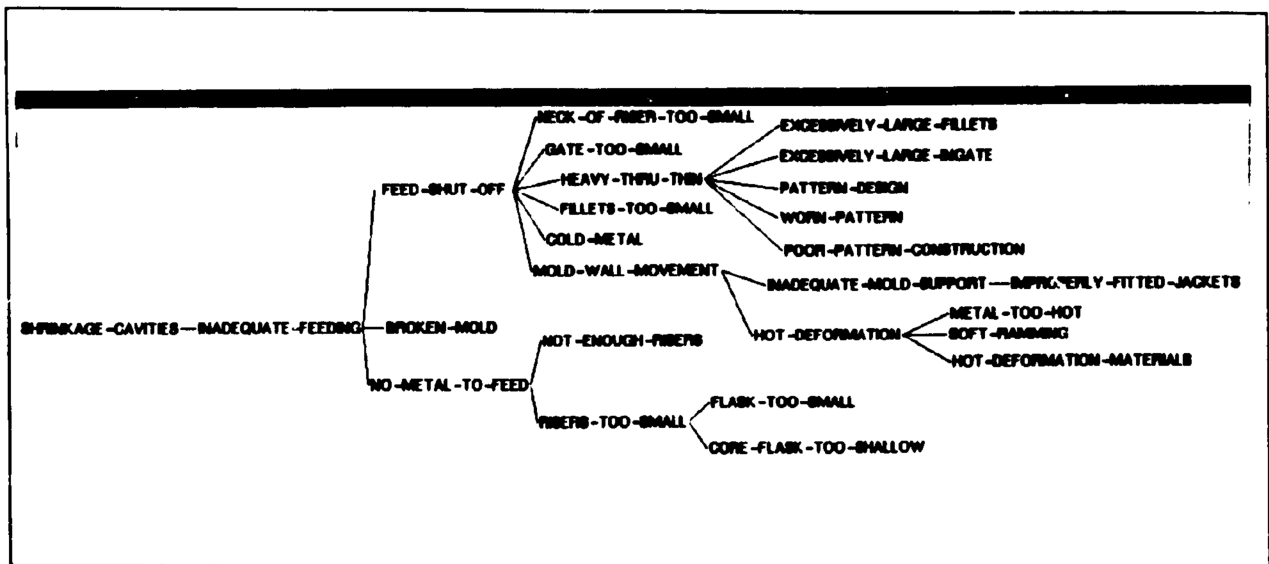 NECK-OF-RISER-TOO-SMALL
EXCESSIVELY-LARGE-FILLETS
GATE-TOO-SMALL
EXCESSIVELY-LARGE-INGATE
HEAVY-THRU-THIN
FEED-SHUT-OFF
PATTERN-DESIGN
FILLETS-TOO-SMALL
WORN-PATTERN
COLD-METAL
POOR-PATTERN-CONSTRUCTION
MOLD-WALL-MOVEMENT
INADEQUATE-MOLD-SUPPORT IMPROPERLY-FITTED-JACKETS
METAL-TOO-HOT
SHRINKAGE-CAVITIES INADEQUATE-FEEDING BROKEN-MOLD
HOT-DEFORMATION SOFT-RAMMING
NOT-ENOUGH-RISERS
HOT-DEFORMATION-MATERIALS
NO-METAL-TO-FEED
FLASK-TOO-SMALL
RISERS-TOO-SMALL
CORE-FLASK-TOO-SHALLOW